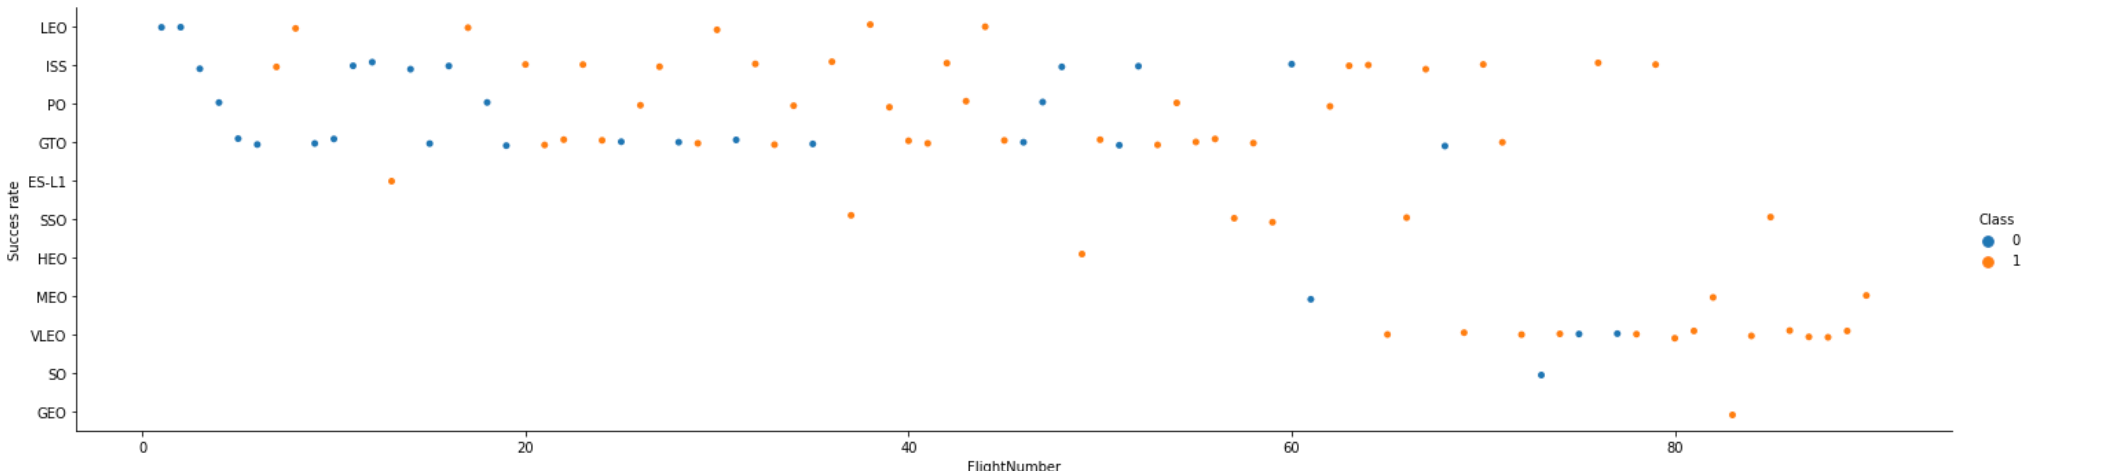 LEO
ISS
PO
GTO
ES-L1
SSO
HEO
MEO
VLEO
SO
GEO
Succes rate
0 20 40 60 80
FlightNumber
Class
0
1